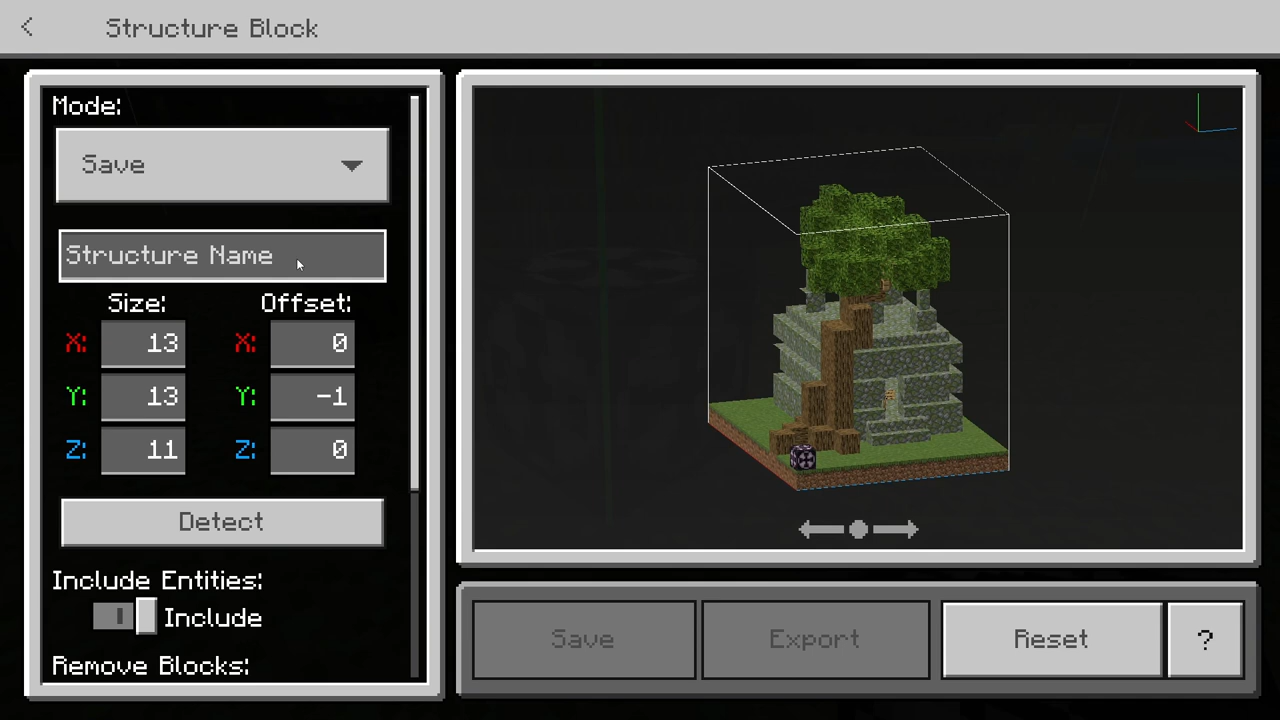 Structure Block
Mode:
Save
Structure Name
Size: Offset:
X: 13 X: 0
Y: 13 Y: -1
Z: 11 Z: 0
Detect
Include Entities:
Include
Remove Blocks:
Save Export Reset ?